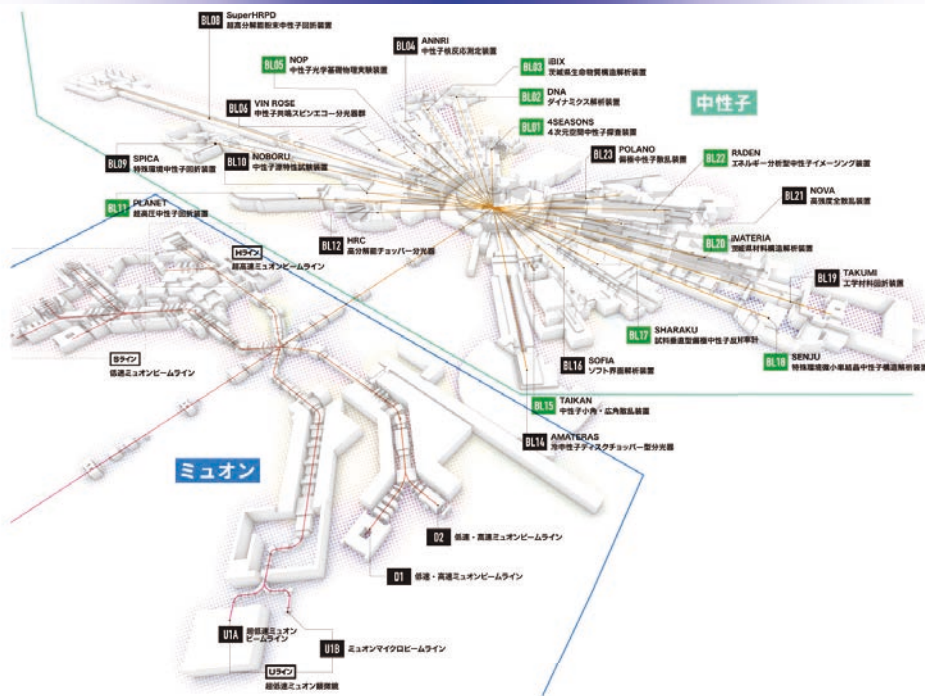 BL08 SuperHRPD
超高分解能粉末中性子回折装置
BL05 NOP
中性子光学基礎物理実験装置
BL04 ANNRI
中性子核反応測定装置
BL03 iBIX
茨城県生命物質構造解析装置
BL02 DNA
ダイナミクス解析装置
中性子
BL06 VIN ROSE
中性子共鳴スピンエコー分光器群
BL01 4SEASONS
4次元空間中性子探査装置
BL09 SPICA
特殊環境中性子回折装置
BL10 NOBORU
中性子源特性試験装置
BL23 POLANO
偏極中性子散乱装置
BL22 RADEN
エネルギー分析型中性子イメージング装置
BL11 PLANET
超高圧中性子回折装置
BL21 NOVA
高強度全散乱装置
BL12 HRC
高分解能チョッパー分光器
BL20 iMATERIA
茨城県材料構造解析装置
Hライン
超高速ミュオンビームライン
BL19 TAKUMI
工学材料回折装置
BL17 SHARAKU
試料垂直型偏極中性子反射率計
Sライン
低速ミュオンビームライン
BL16 SOFIA
ソフト界面解析装置
BL18 SENJU
特殊環境微小単結晶中性子構造解析装置
BL15 TAIKAN
中性子小角・広角散乱装置
BL14 AMATERAS
冷中性子ディスクチョッパー型分光器
ミュオン
D2 低速・高速ミュオンビームライン
D1 低速・高速ミュオンビームライン
U1A 超低速ミュオン
ビームライン
U1B ミュオンマイクロビームライン
Uライン
超低速ミュオン顕微鏡